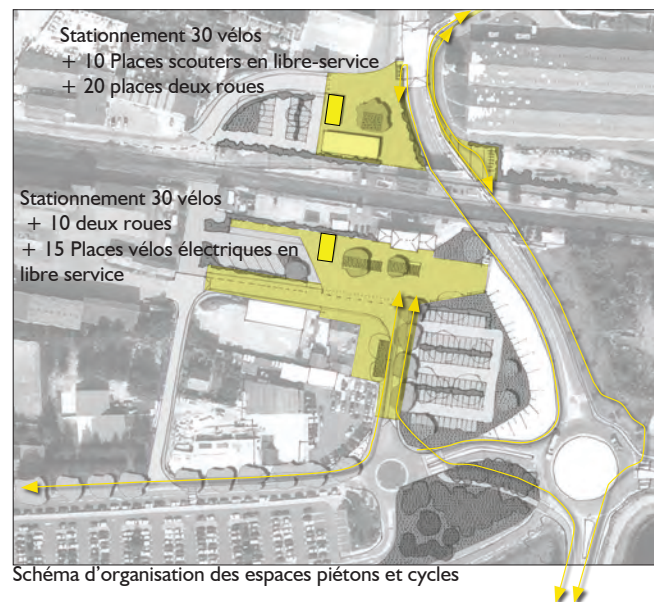 Stationnement 30 vélos
+ 10 Places scouters en libre-service
+ 20 places deux roues
Stationnement 30 vélos
+ 10 deux roues
+ 15 Places vélos électriques en
libre service
Schéma d'organisation des espaces piétons et cycles